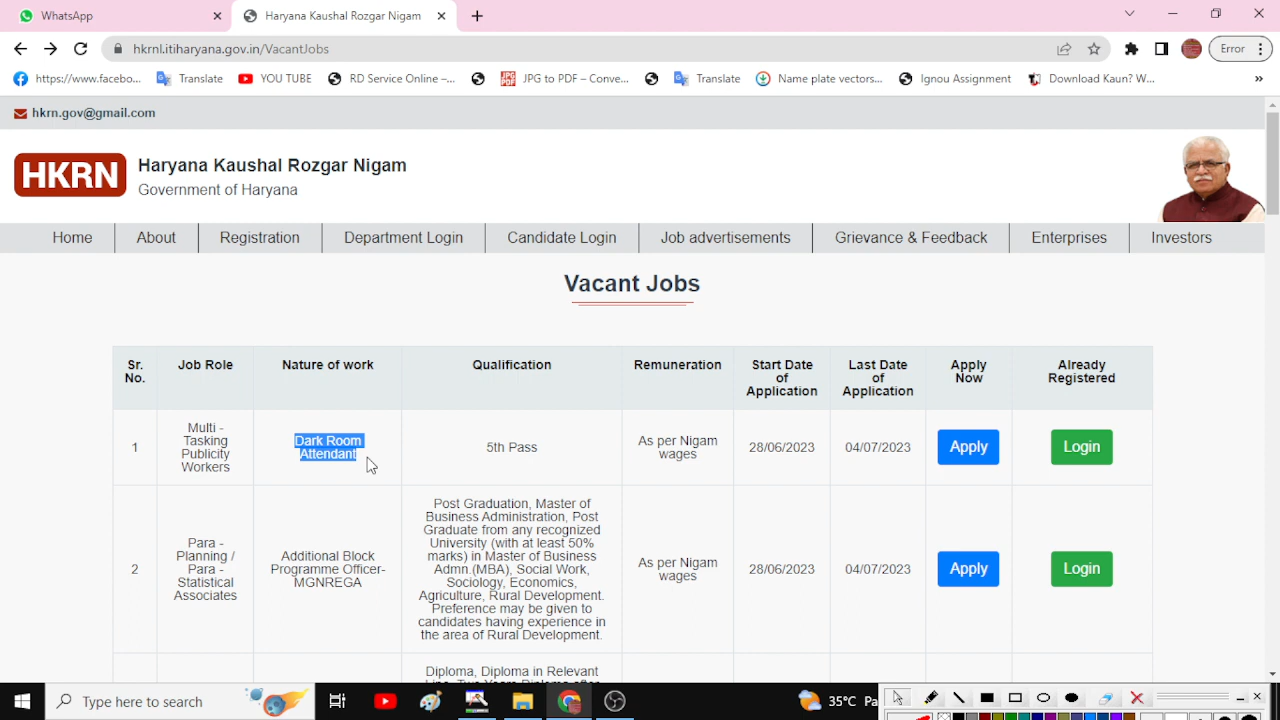 WhatsApp
Haryana Kaushal Rozgar Nigam
hkrnl.itiharyana.gov.in/VacantJobs
Error
https://www.facebo...
Translate
YOU TUBE
RD Service Online –...
JPG to PDF – Conve...
Translate
Name plate vectors...
Ignou Assignment
Download Kaun? W...
»
hkrn.gov@gmail.com
HKRN
Haryana Kaushal Rozgar Nigam
Government of Haryana
Home
About
Registration
Department Login
Candidate Login
Job advertisements
Grievance & Feedback
Enterprises
Investors
Vacant Jobs
Sr. No.
Job Role
Nature of work
Qualification
Remuneration
Start Date of Application
Last Date of Application
Apply Now
Already Registered
1
Multi -
Tasking
Publicity
Workers
Dark Room
Attendant
5th Pass
As per Nigam
wages
28/06/2023
04/07/2023
Apply
Login
2
Para -
Planning /
Para -
Statistical
Associates
Additional Block
Programme Officer-
MGNREGA
Post Graduation, Master of
Business Administration, Post
Graduate from any recognized
University (with at least 50%
marks) in Master of Business
Admn.(MBA), Social Work,
Sociology, Economics,
Agriculture, Rural Development.
Preference may be given to
candidates having experience in
the area of Rural Development.
As per Nigam
wages
28/06/2023
04/07/2023
Apply
Login
Diploma, Diploma in Relevant
Type here to search
35°C Pa